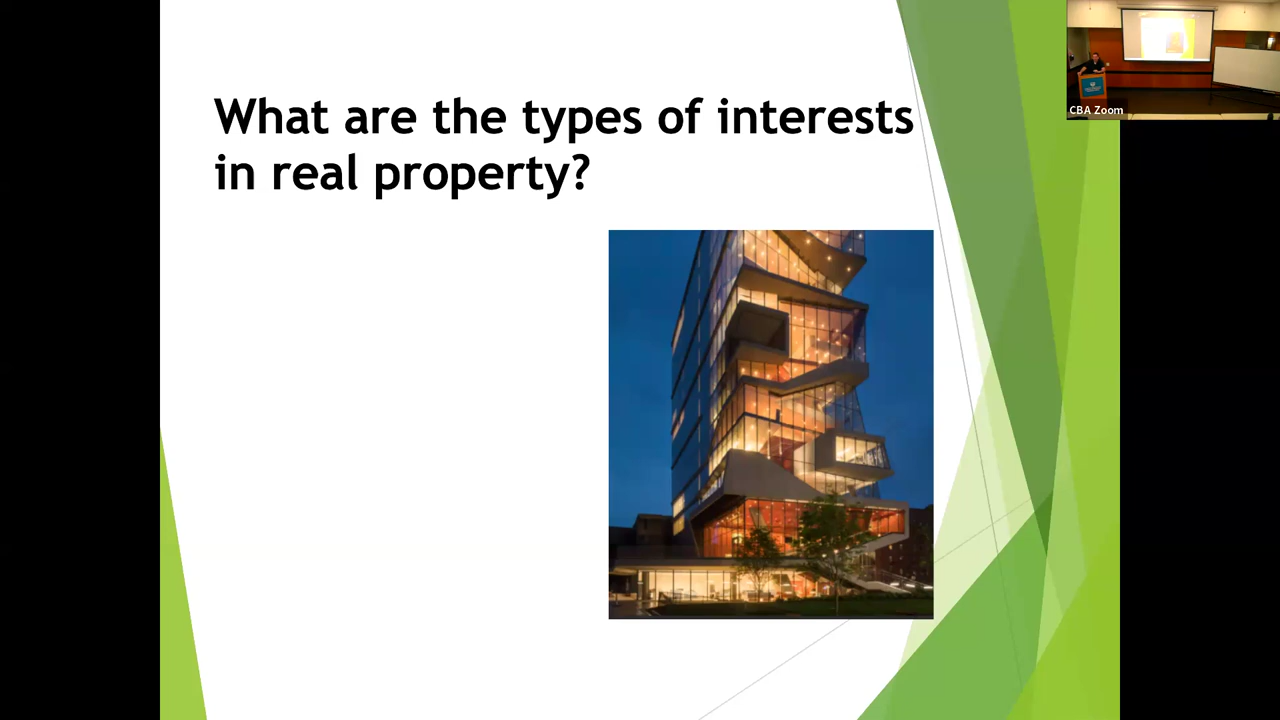 What are the types of interests
in real property?
CBA Zoom